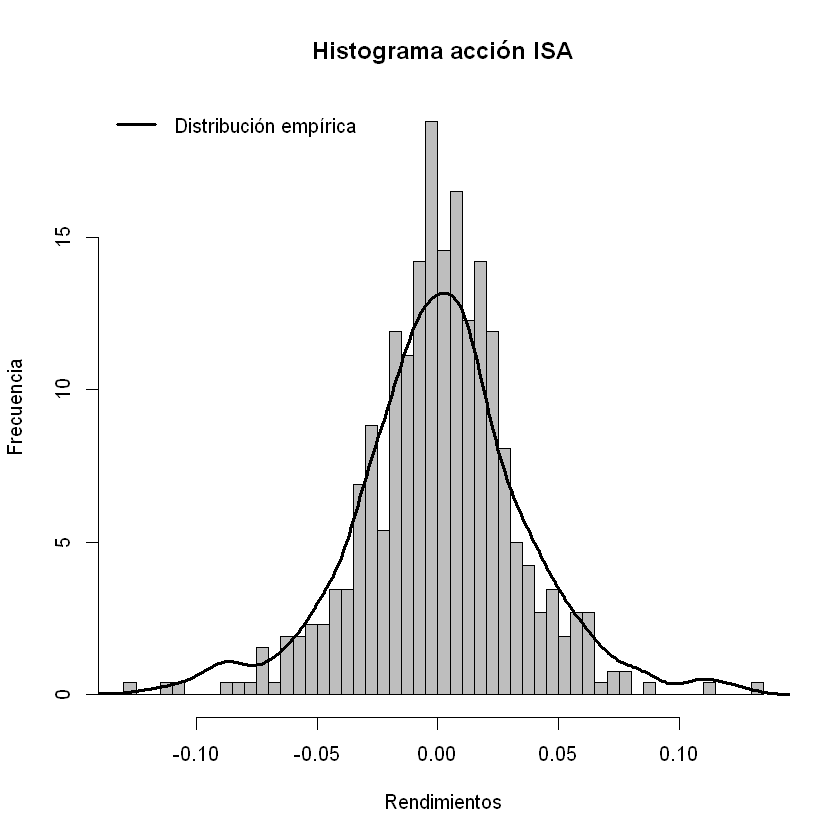 Histograma acción ISA
Distribución empírica
Frecuencia
15
10
5
0
-0.10 -0.05 0.00 0.05 0.10
Rendimientos